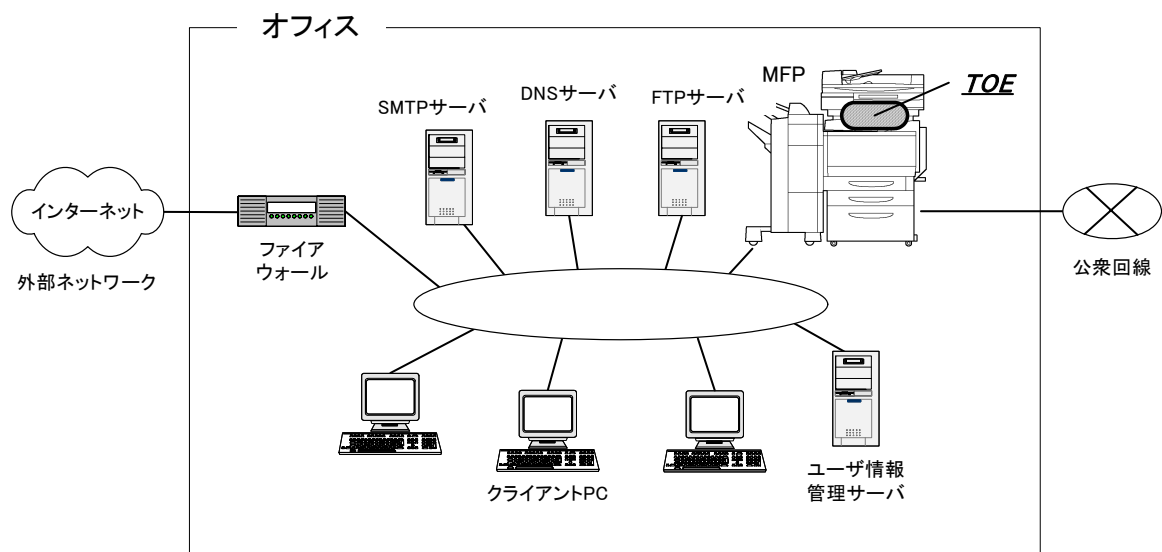 オフィス
MFP
TOE
SMTPサーバ
DNSサーバ
FTPサーバ
インターネット
外部ネットワーク
ファイア
ウォール
公衆回線
クライアントPC
ユーザ情報
管理サーバ